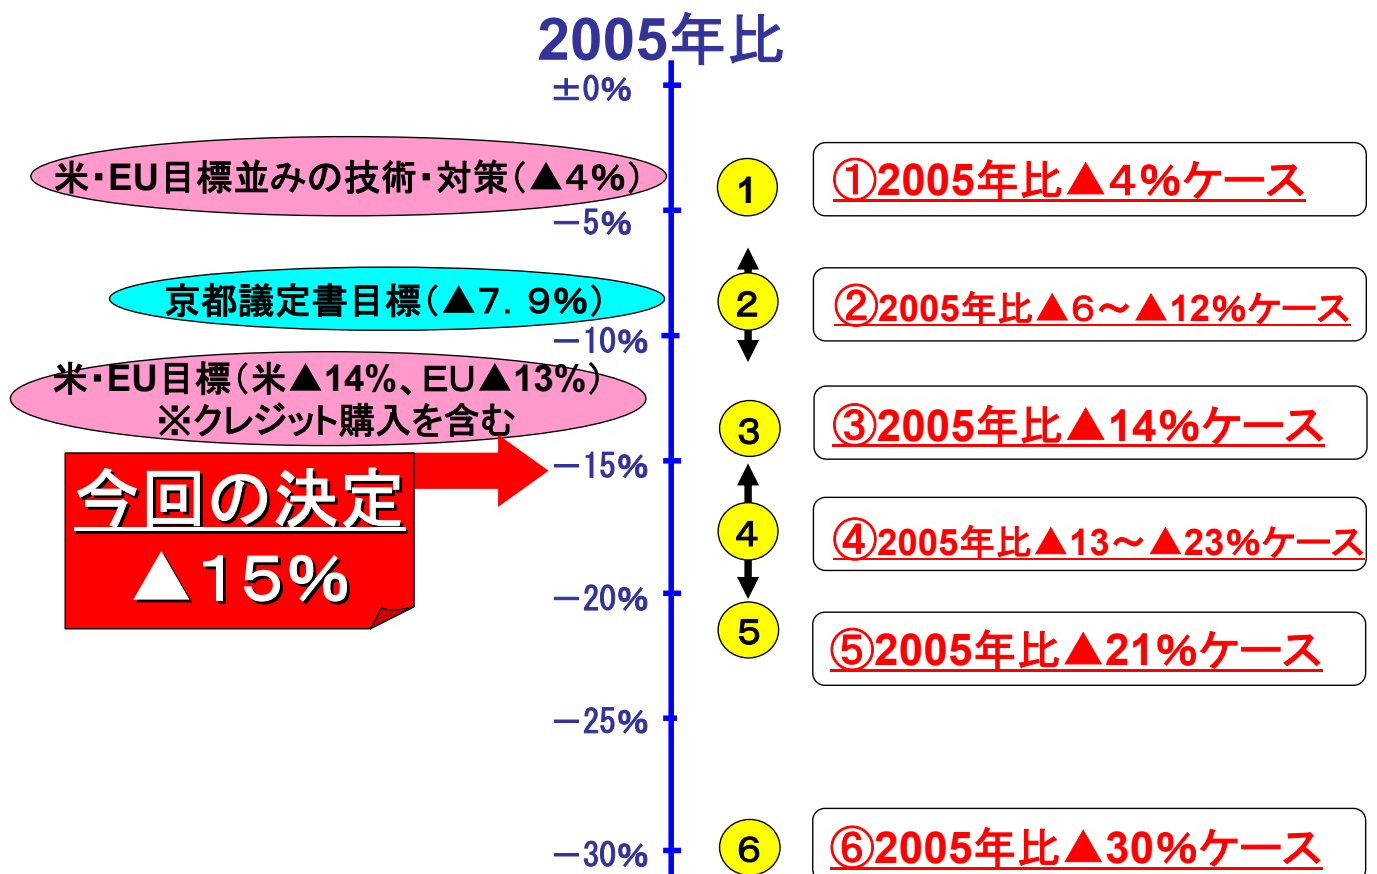 2005年比
±0%
米・EU目標並みの技術・対策（▲4%）
1
①2005年比▲4%ケース
－5%
京都議定書目標（▲7．9%）
2
②2005年比▲6～▲12%ケース
－10%
米・EU目標（米▲14%、EU▲13%）
※クレジット購入を含む
3
③2005年比▲14%ケース
－15%
今回の決定
▲15%
4
④2005年比▲13～▲23%ケース
－20%
5
⑤2005年比▲21%ケース
－25%
－30%
6
⑥2005年比▲30%ケース